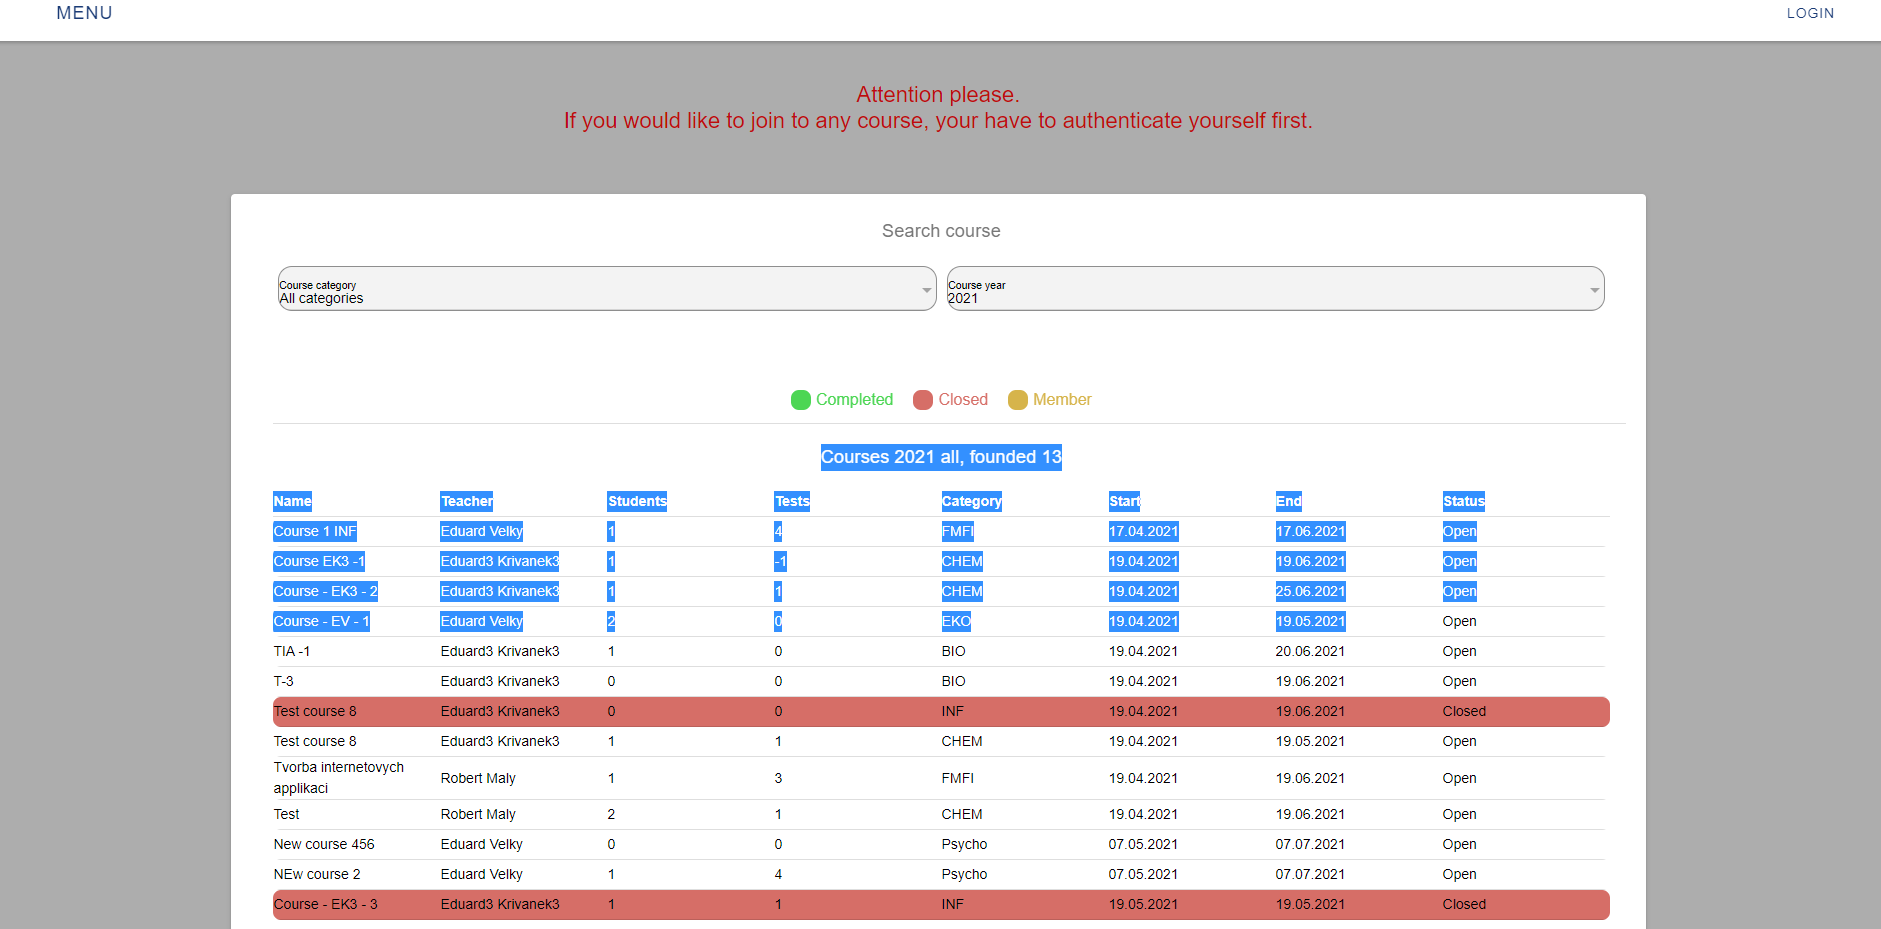 MENU LOGIN
Attention please.
If you would like to join to any course, your have to authenticate yourself first.
Search course
Course category
All categories
Course year
2021
Completed Closed Member
Courses 2021 all, founded 13
Name Teacher Students Tests Category Start End Status
Course 1 INF Eduard Velky 1 4 FMFI 17.04.2021 17.06.2021 Open
Course EK3 -1 Eduard3 Krivanek3 1 -1 CHEM 19.04.2021 19.06.2021 Open
Course - EK3 - 2 Eduard3 Krivanek3 1 1 CHEM 19.04.2021 25.06.2021 Open
Course - EV - 1 Eduard Velky 2 0 EKO 19.04.2021 19.05.2021 Open
TIA -1 Eduard3 Krivanek3 1 0 BIO 19.04.2021 20.06.2021 Open
T-3 Eduard3 Krivanek3 0 0 BIO 19.04.2021 19.06.2021 Open
Test course 8 Eduard3 Krivanek3 0 0 INF 19.04.2021 19.06.2021 Closed
Test course 8 Eduard3 Krivanek3 1 1 CHEM 19.04.2021 19.05.2021 Open
Tvorba internetovych
applikaci Robert Maly 1 3 FMFI 19.04.2021 19.06.2021 Open
Test Robert Maly 2 1 CHEM 19.04.2021 19.06.2021 Open
New course 456 Eduard Velky 0 0 Psycho 07.05.2021 07.07.2021 Open
NEw course 2 Eduard Velky 1 4 Psycho 07.05.2021 07.07.2021 Open
Course - EK3 - 3 Eduard3 Krivanek3 1 1 INF 19.05.2021 19.05.2021 Closed